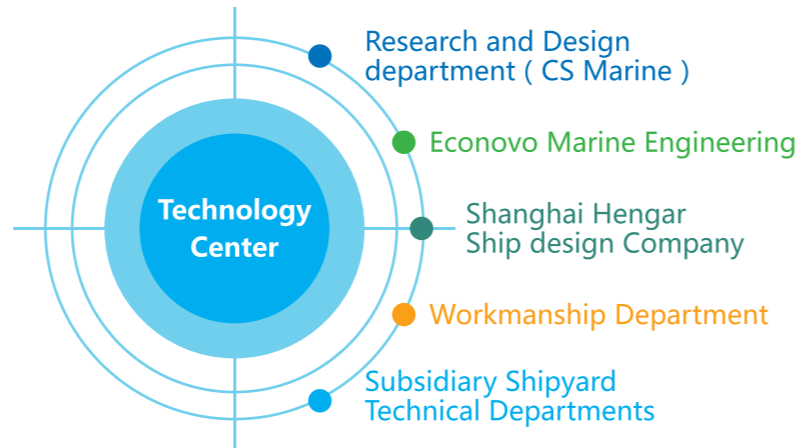 Technology
Center
Research and Design
department ( CS Marine )
Econovo Marine Engineering
Shanghai Hengar
Ship design Company
Workmanship Department
Subsidiary Shipyard
Technical Departments